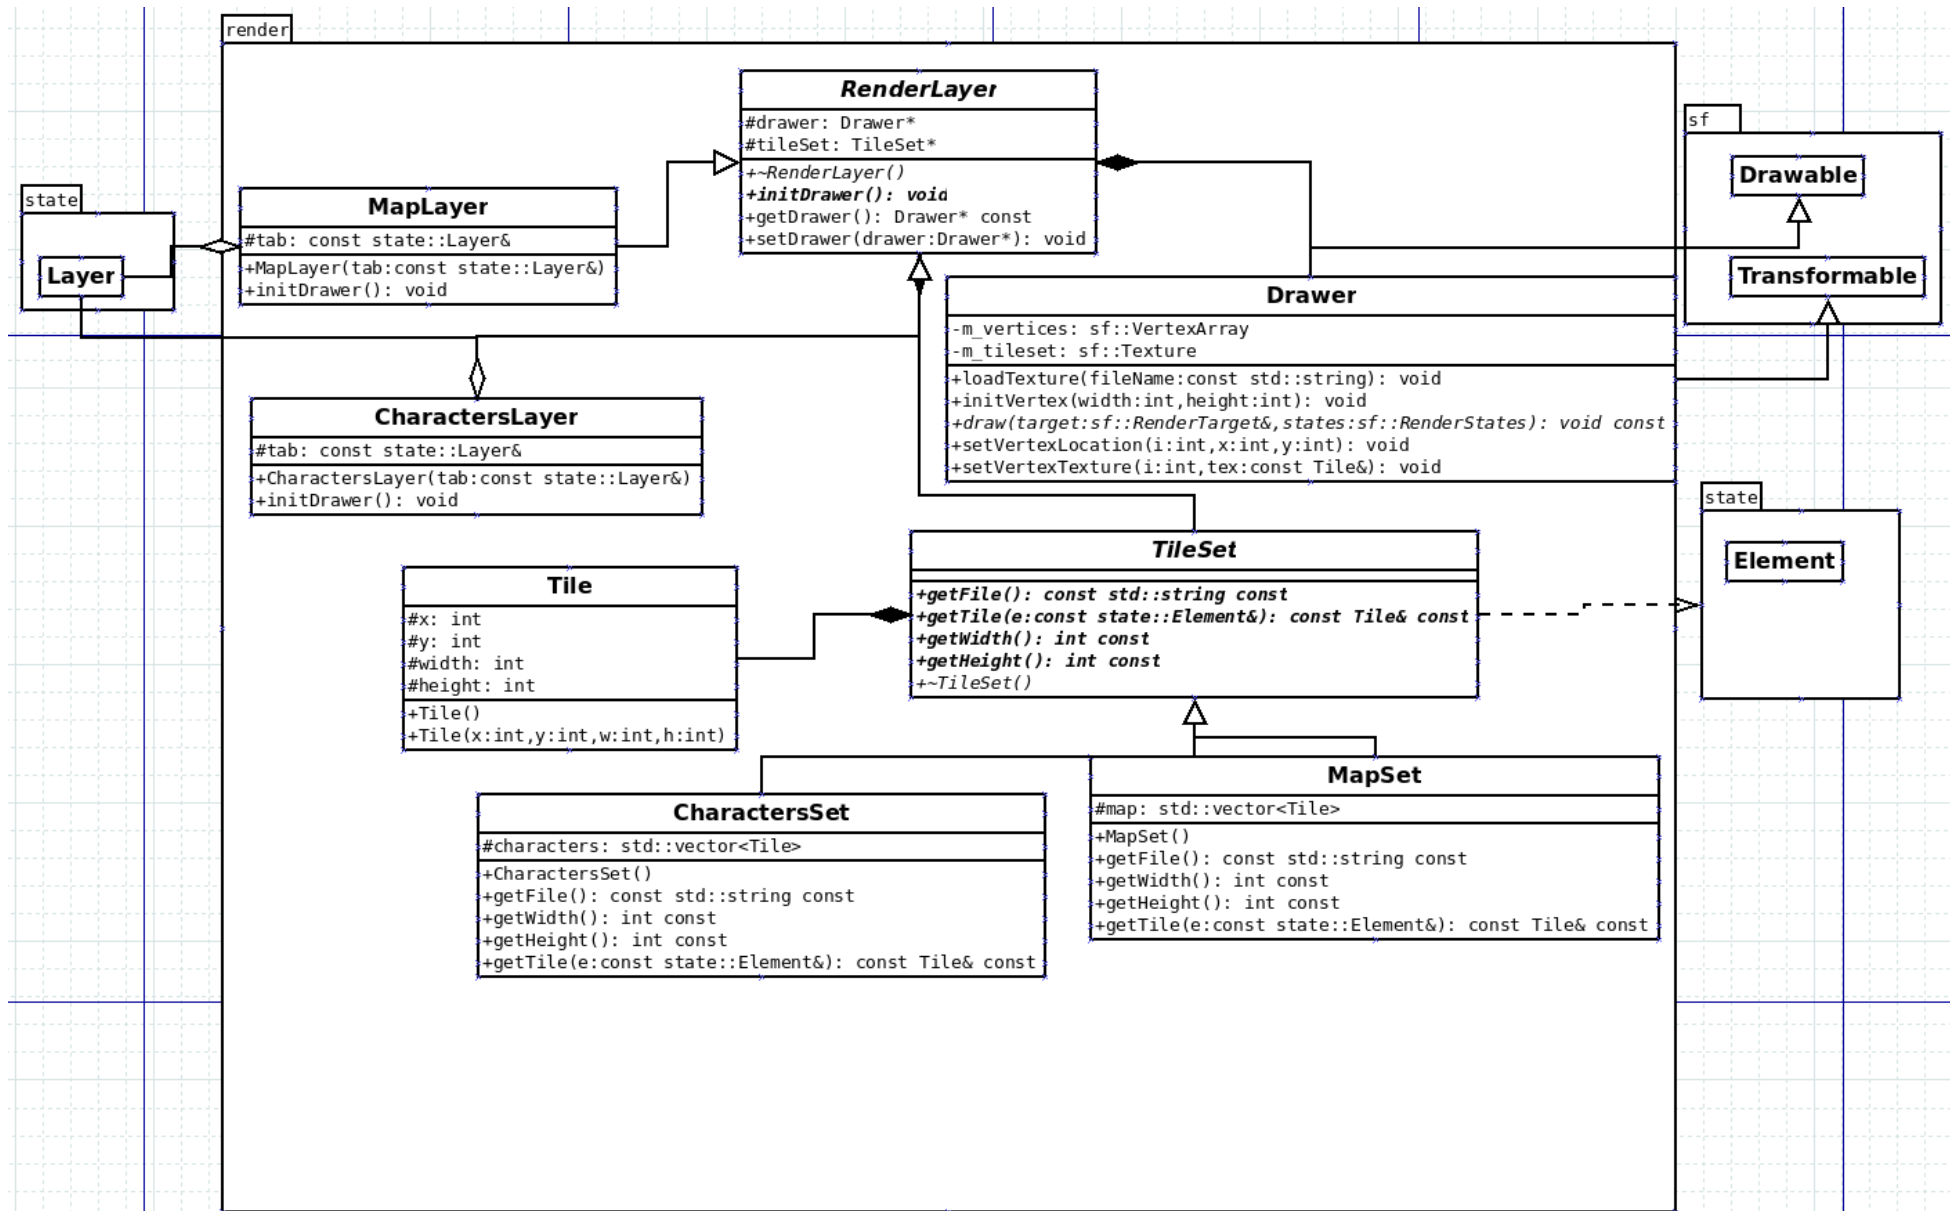 render
RenderLayer
#drawer: Drawer*
#tileSet: TileSet*
+~RenderLayer()
+initDrawer(): void
+getDrawer(): Drawer* const
+setDrawer(drawer:Drawer*): void
sf
Drawable
Transformable
state
Layer
MapLayer
#tab: const state::Layer&
+MapLayer(tab:const state::Layer&)
+initDrawer(): void
Drawer
-m_vertices: sf::VertexArray
-m_tileset: sf::Texture
+loadTexture(fileName:const std::string): void
+initVertex(width:int,height:int): void
+draw(target:sf::RenderTarget&,states:sf::RenderStates): void const
+setVertexLocation(i:int,x:int,y:int): void
+setVertexTexture(i:int,tex:const Tile&): void
CharactersLayer
#tab: const state::Layer&
+CharactersLayer(tab:const state::Layer&)
+initDrawer(): void
state
Element
TileSet
+getFile(): const std::string const
+getTile(e:const state::Element&): const Tile& const
+getWidth(): int const
+getHeight(): int const
+~TileSet()
Tile
#x: int
#y: int
#width: int
#height: int
+Tile()
+Tile(x:int,y:int,w:int,h:int)
CharactersSet
#characters: std::vector<Tile>
+CharactersSet()
+getFile(): const std::string const
+getWidth(): int const
+getHeight(): int const
+getTile(e:const state::Element&): const Tile& const
MapSet
#map: std::vector<Tile>
+MapSet()
+getFile(): const std::string const
+getWidth(): int const
+getHeight(): int const
+getTile(e:const state::Element&): const Tile& const